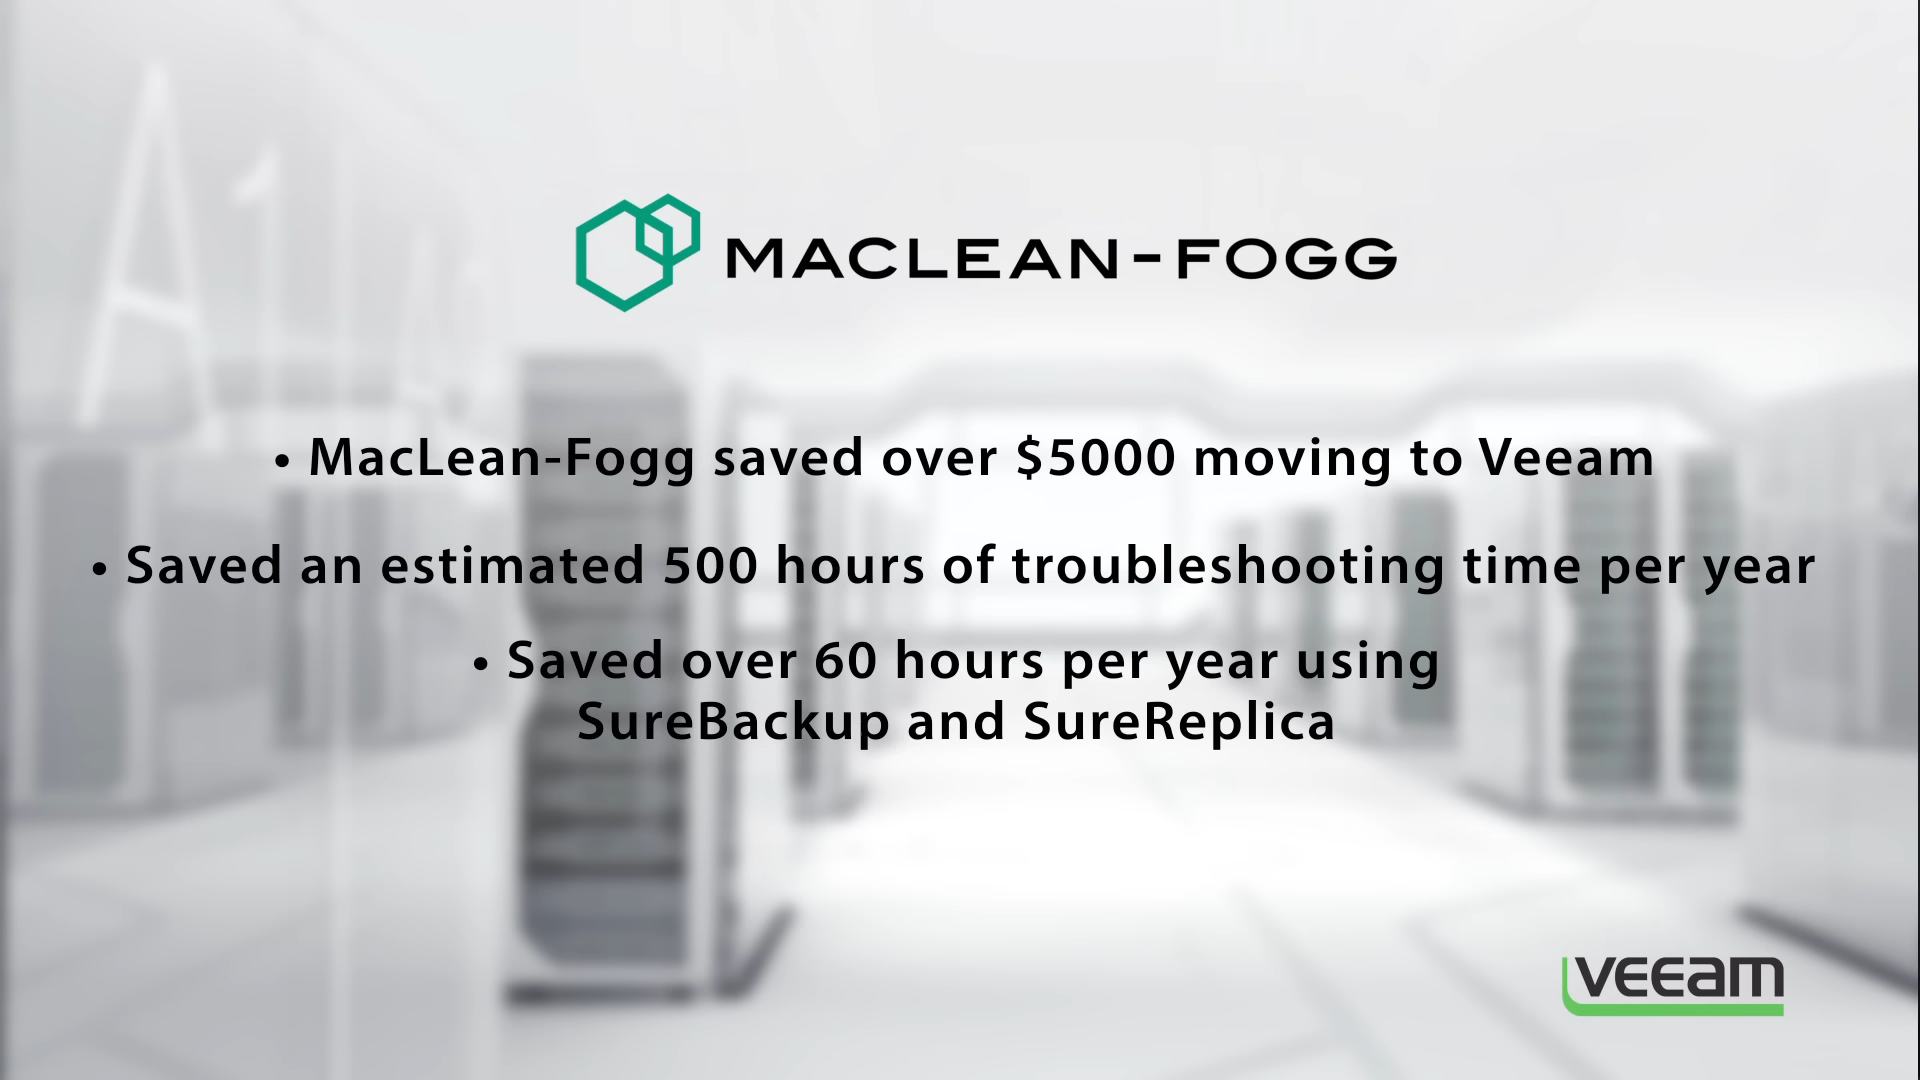 MACLEAN-FOGG
• MacLean-Fogg saved over $5000 moving to Veeam
• Saved an estimated 500 hours of troubleshooting time per year
• Saved over 60 hours per year using
SureBackup and SureReplica
veeam